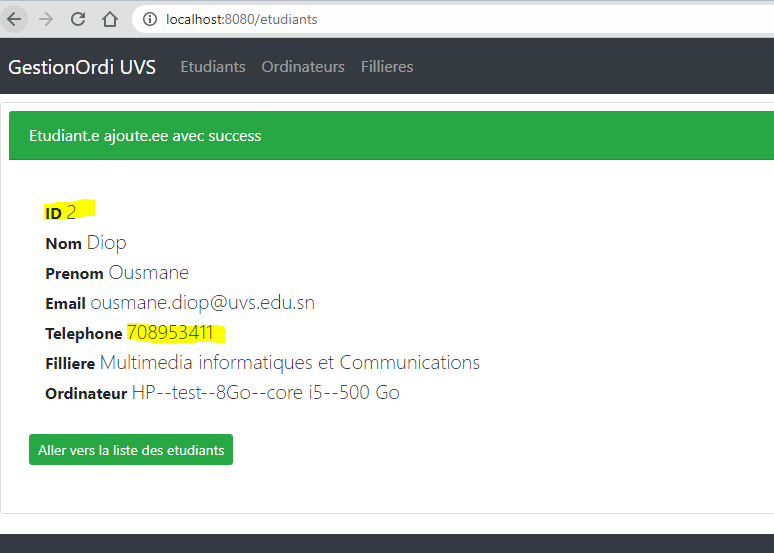 localhost:8080/etudiants
GestionOrdi UVS Etudiants Ordinateurs Fillieres
Etudiant.e ajoute.ee avec success
ID 2
Nom Diop
Prenom Ousmane
Email ousmane.diop@uvs.edu.sn
Telephone 708953411
Filliere Multimedia informatiques et Communications
Ordinateur HP--test--8Go--core i5--500 Go
Aller vers la liste des etudiants